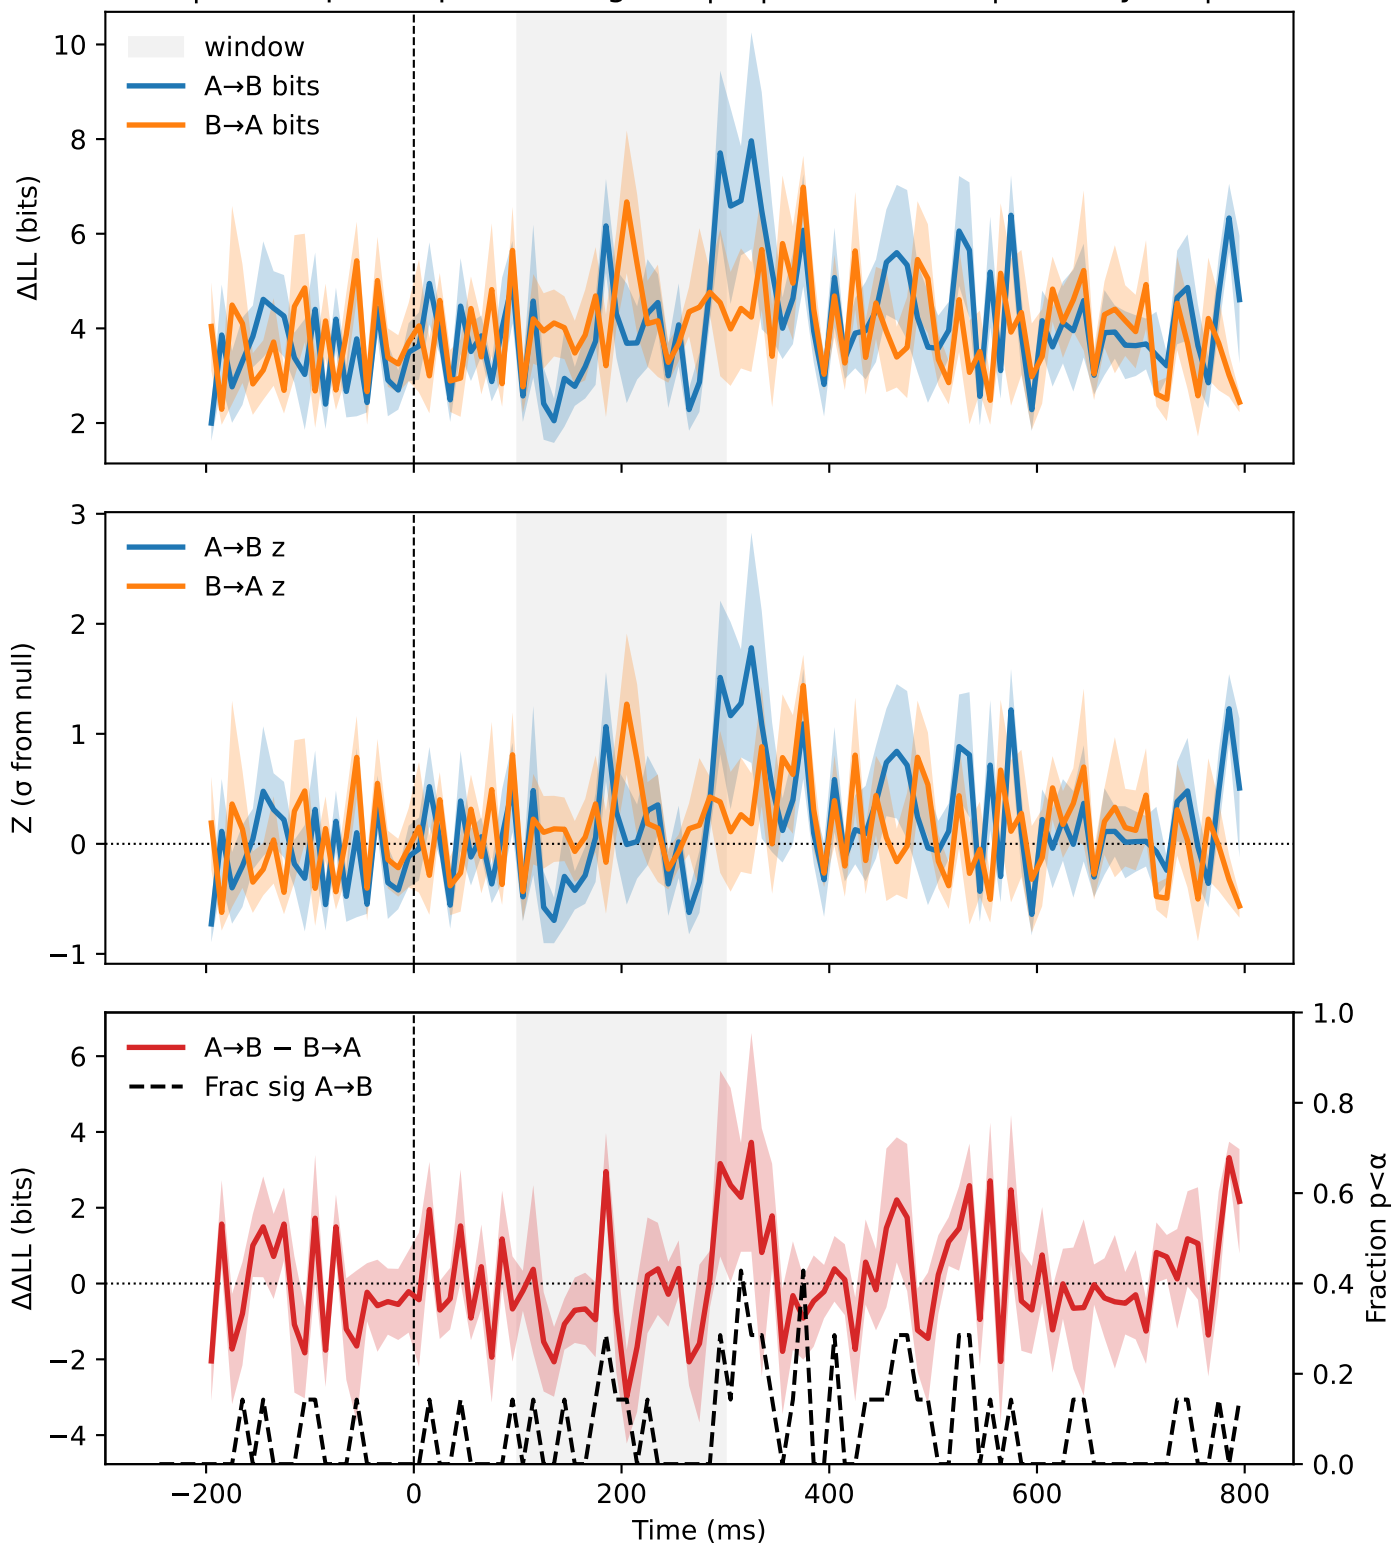 10
8
6
4
2
ΔLL (bits)
window
A→B bits
B→A bits
3
2
1
0
−1
Z (σ from null)
A→B z
B→A z
6
4
2
0
−2
−4
ΔΔLL (bits)
A→B − B→A
Frac sig A→B
1.0
0.8
0.6
0.4
0.2
0.0
Fraction p<α
−200 0 200 400 600 800
Time (ms)